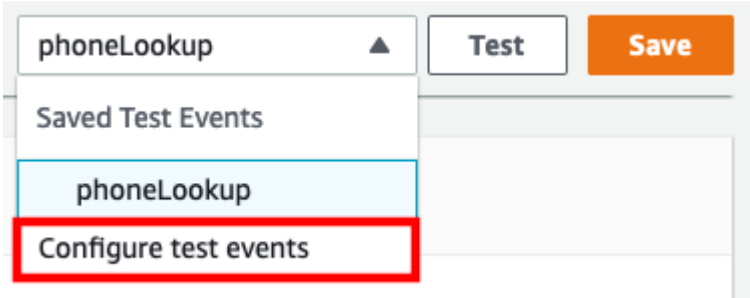 phoneLookup Test Save
Saved Test Events
phoneLookup
Configure test events